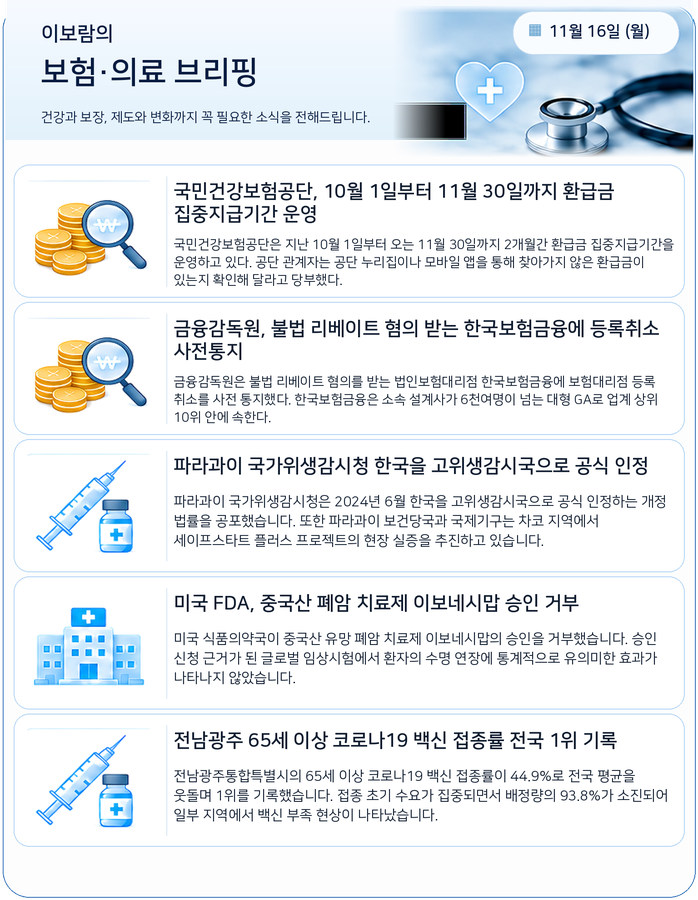 이보람의
보험·의료 브리핑
건강과 보장, 제도와 변화까지 꼭 필요한 소식을 전해드립니다.
11월 16일 (월)
국민건강보험공단, 10월 1일부터 11월 30일까지 환급금
집중지급기간 운영
국민건강보험공단은 지난 10월 1일부터 오는 11월 30일까지 2개월간 환급금 집중지급기간을
운영하고 있다. 공단 관계자는 공단 누리집이나 모바일 앱을 통해 찾아가지 않은 환급금이
있는지 확인해 달라고 당부했다.
금융감독원, 불법 리베이트 혐의 받는 한국보험금융에 등록취소
사전통지
금융감독원은 불법 리베이트 혐의를 받는 법인보험대리점 한국보험금융에 보험대리점 등록
취소를 사전 통지했다. 한국보험금융은 소속 설계사가 6천여명이 넘는 대형 GA로 업계 상위
10위 안에 속한다.
파라과이 국가위생감시청 한국을 고위생감시국으로 공식 인정
파라과이 국가위생감시청은 2024년 6월 한국을 고위생감시국으로 공식 인정하는 개정
법률을 공포했습니다. 또한 파라과이 보건당국과 국제기구는 차코 지역에서
세이프스타트 플러스 프로젝트의 현장 실증을 추진하고 있습니다.
미국 FDA, 중국산 폐암 치료제 이보네시맙 승인 거부
미국 식품의약국이 중국산 유망 폐암 치료제 이보네시맙의 승인을 거부했습니다. 승인
신청 근거가 된 글로벌 임상시험에서 환자의 수명 연장에 통계적으로 유의미한 효과가
나타나지 않았습니다.
전남광주 65세 이상 코로나19 백신 접종률 전국 1위 기록
전남광주통합특별시의 65세 이상 코로나19 백신 접종률이 44.9%로 전국 평균을
웃돌며 1위를 기록했습니다. 접종 초기 수요가 집중되면서 배정량의 93.8%가 소진되어
일부 지역에서 백신 부족 현상이 나타났습니다.